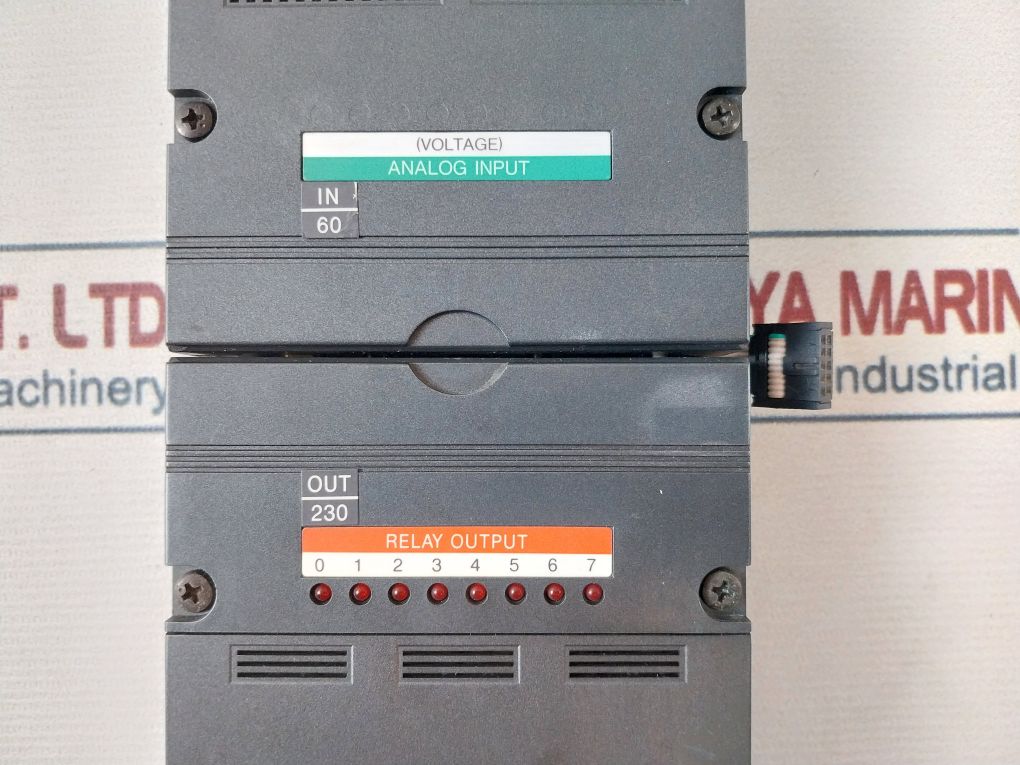 (VOLTAGE)
ANALOG INPUT
IN
60
T. LTD
YA MARIN
achinery
ndustrial
OUT
230
RELAY OUTPUT
0 1 2 3 4 5 6 7